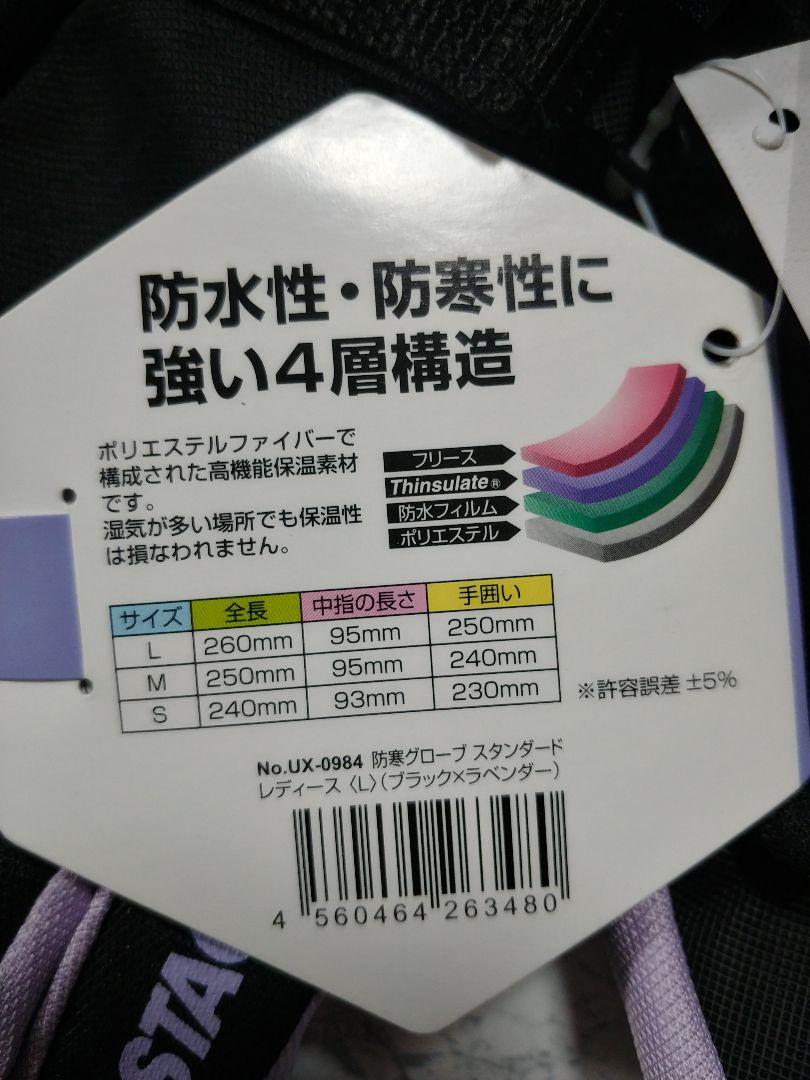 防水性・防寒性に
強い4層構造
ポリエステルファイバーで
構成された高機能保温素材
です。
湿気が多い場所でも保温性
は損なわれません。
フリース
Thinsulate®
防水フィルム
ポリエステル
サイズ 全長 中指の長さ 手囲い
L 260mm 95mm 250mm
M 250mm 95mm 240mm
S 240mm 93mm 230mm
※許容誤差 ±5%
No.UX-0984 防寒グローブ スタンダード
レディース〈L〉(ブラック×ラベンダー)
4 560464 263480
STA